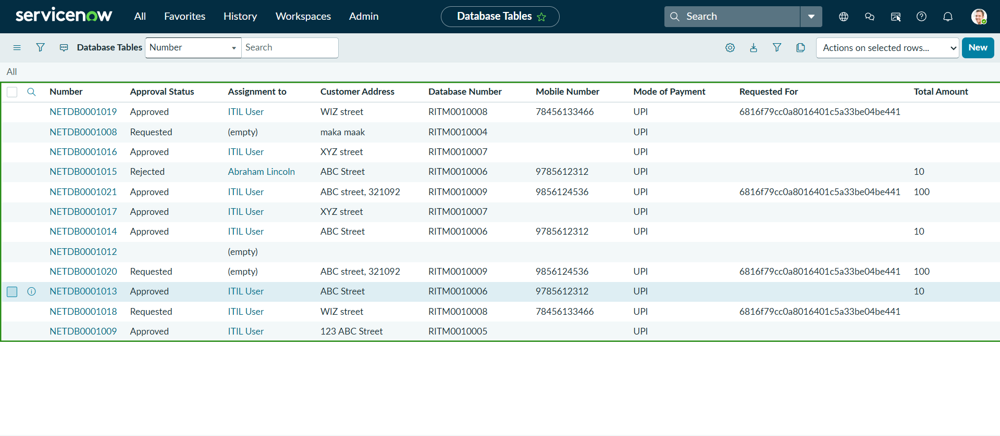 servicenow All Favorites History Workspaces Admin Database Tables Search
Database Tables Number Search Actions on selected rows... New
All
Number Approval Status Assignment to Customer Address Database Number Mobile Number Mode of Payment Requested For Total Amount
NETDB0001019 Approved ITIL User WIZ street RITM0010008 78456133466 UPI 6816f79cc0a8016401c5a33be04be441
NETDB0001008 Requested (empty) maka maak RITM0010004 UPI
NETDB0001016 Approved ITIL User XYZ street RITM0010007 UPI
NETDB0001015 Rejected Abraham Lincoln ABC Street RITM0010006 9785612312 UPI 10
NETDB0001021 Approved ITIL User ABC street, 321092 RITM0010009 9856124536 UPI 6816f79cc0a8016401c5a33be04be441 100
NETDB0001017 Approved ITIL User XYZ street RITM0010007 UPI
NETDB0001014 Approved ITIL User ABC Street RITM0010006 9785612312 UPI 10
NETDB0001012 (empty)
NETDB0001020 Requested (empty) ABC street, 321092 RITM0010009 9856124536 UPI 6816f79cc0a8016401c5a33be04be441 100
NETDB0001013 Approved ITIL User ABC Street RITM0010006 9785612312 UPI 10
NETDB0001018 Requested ITIL User WIZ street RITM0010008 78456133466 UPI 6816f79cc0a8016401c5a33be04be441
NETDB0001009 Approved ITIL User 123 ABC Street RITM0010005 UPI